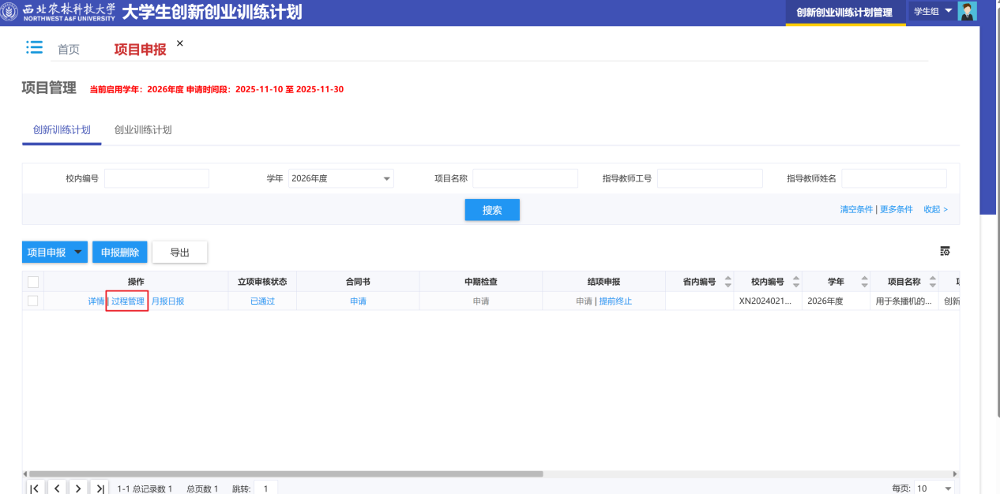 西北农林科技大学 大学生创新创业训练计划 创新创业训练计划管理 学生组
NORTHWEST A&F UNIVERSITY
首页 项目申报 ×
项目管理 当前启用学年：2026年度 申请时间段：2025-11-10 至 2025-11-30
创新训练计划 创业训练计划
校内编号 学年 2026年度 项目名称 指导教师工号 指导教师姓名
搜索 清空条件 | 更多条件 收起 >
项目申报 申报删除 导出
操作 立项审核状态 合同书 中期检查 结项申报 省内编号 校内编号 学年 项目名称
详情 | 过程管理 月报日报 已通过 申请 申请 申请 | 提前终止 XN2024021... 2026年度 用于条播机的... 创新
1-1 总记录数 1 总页数 1 跳转: 1 每页: 10